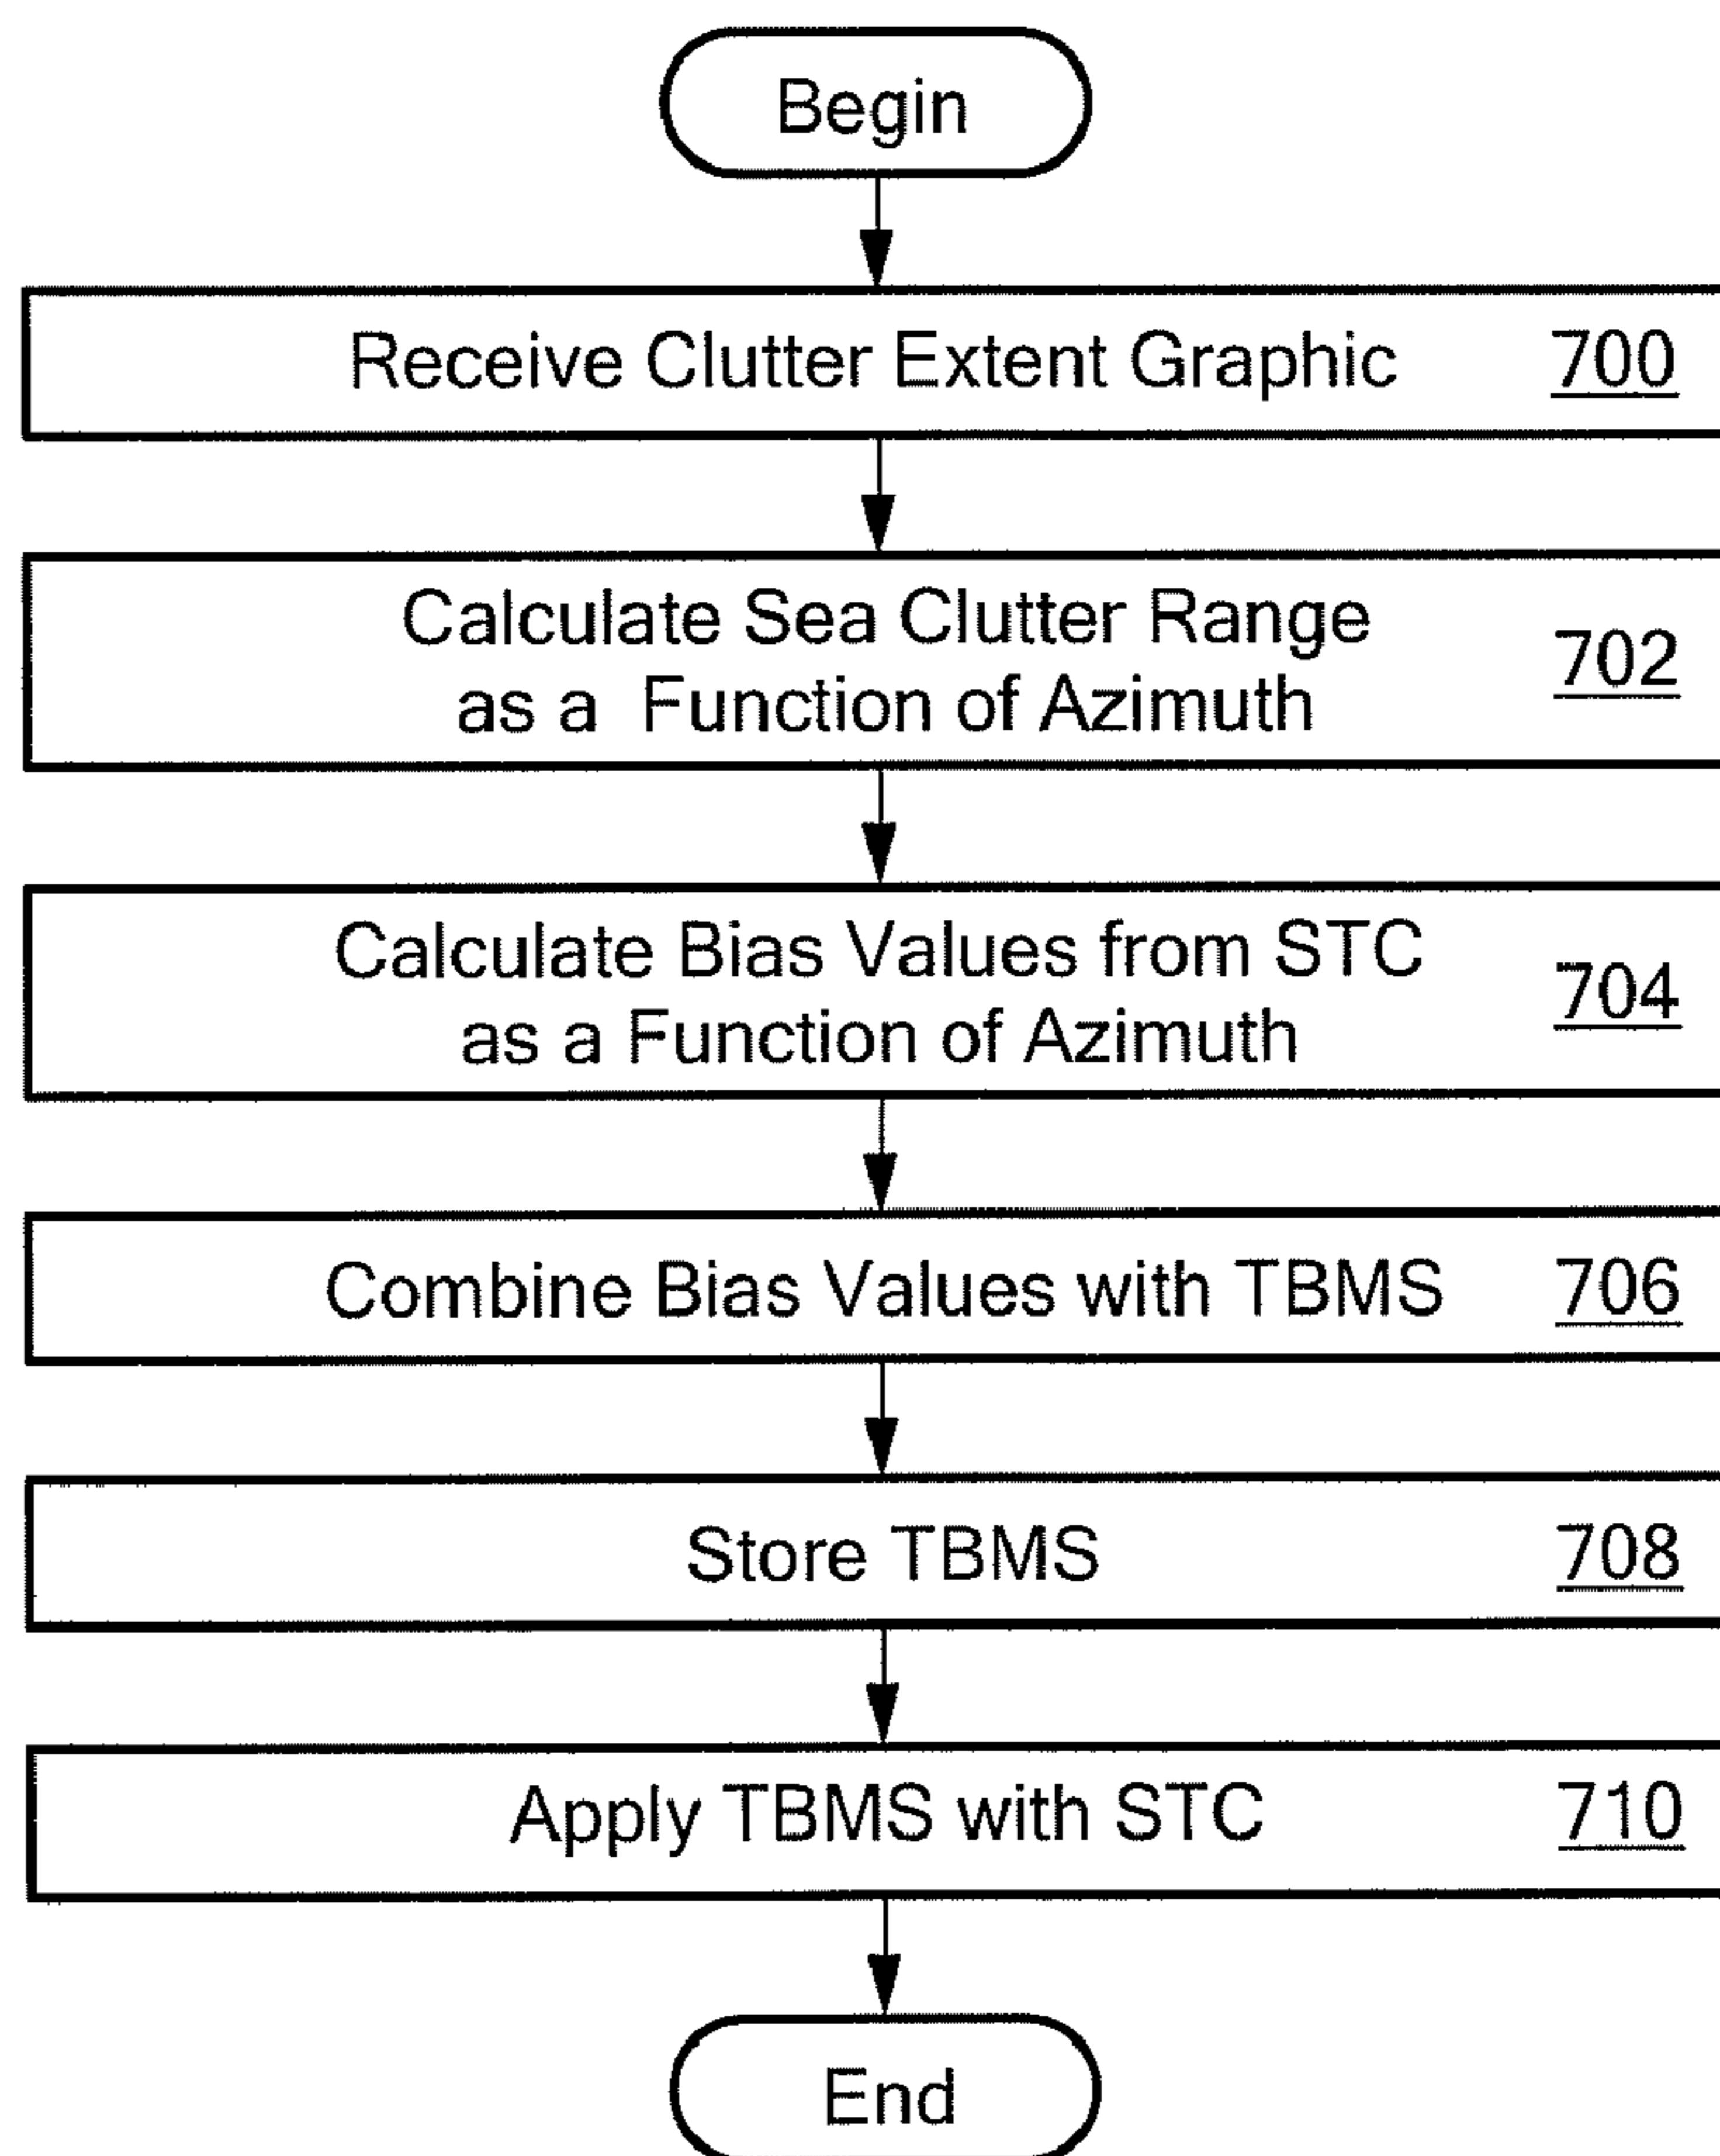 Begin
Receive Clutter Extent Graphic 700
Calculate Sea Clutter Range
as a Function of Azimuth 702
Calculate Bias Values from STC
as a Function of Azimuth 704
Combine Bias Values with TBMS 706
Store TBMS 708
Apply TBMS with STC 710
End